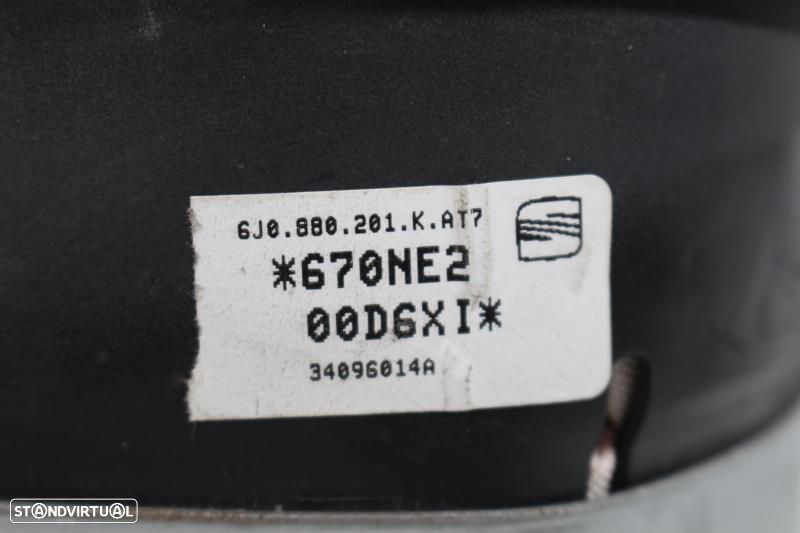 6J0.880.201.K.AT7
*670NE2
00D6XI*
34096014A
STANDVIRTUAL